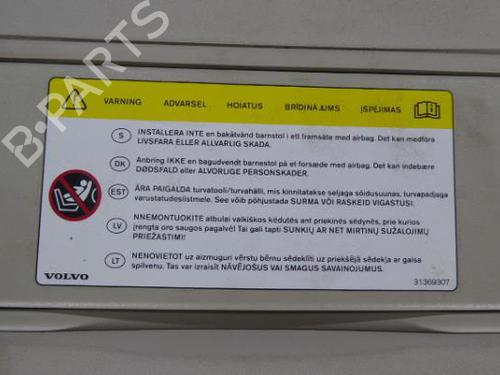 VARNING ADVARSEL HOIATUS BRĪDINĀJUMS ĮSPĖJIMAS
S INSTALLERA INTE en bakåtvänd barnstol i ett framsäte med airbag. Det kan medföra
LIVSFARA ELLER ALLVARLIG SKADA.
DK Anbring IKKE en bagudvendt barnestol på et forsæde med airbag. Det kan indebære
DØDSFALD eller ALVORLIGE PERSONSKADER.
EST ÄRA PAIGALDA turvatooli/turvahälli, mis kinnitatakse seljaga sõidusuunas, turvapadjaga
varustatudesistmele. See võib põhjustada SURMA VÕI RASKEID VIGASTUSI.
LV NNEMONTUOKITE atbulai vaikiškos kėdutės ant priekinės sėdynės, prie kurios
įrengta oro saugos pagalvė! Tai gali tapti SUNKIŲ AR NET MIRTINŲ SUŽALOJIMŲ
PRIEŽASTIMI!
LT NENOVIETOT uz aizmuguri vērstu bērnu sēdeklīti uz priekšējā sēdekļa ar gaisa
spilvenu. Tas var izraisīt NĀVĒJOŠUS VAI SMAGUS SAVAINOJUMUS.
VOLVO 31369307
B-PARTS